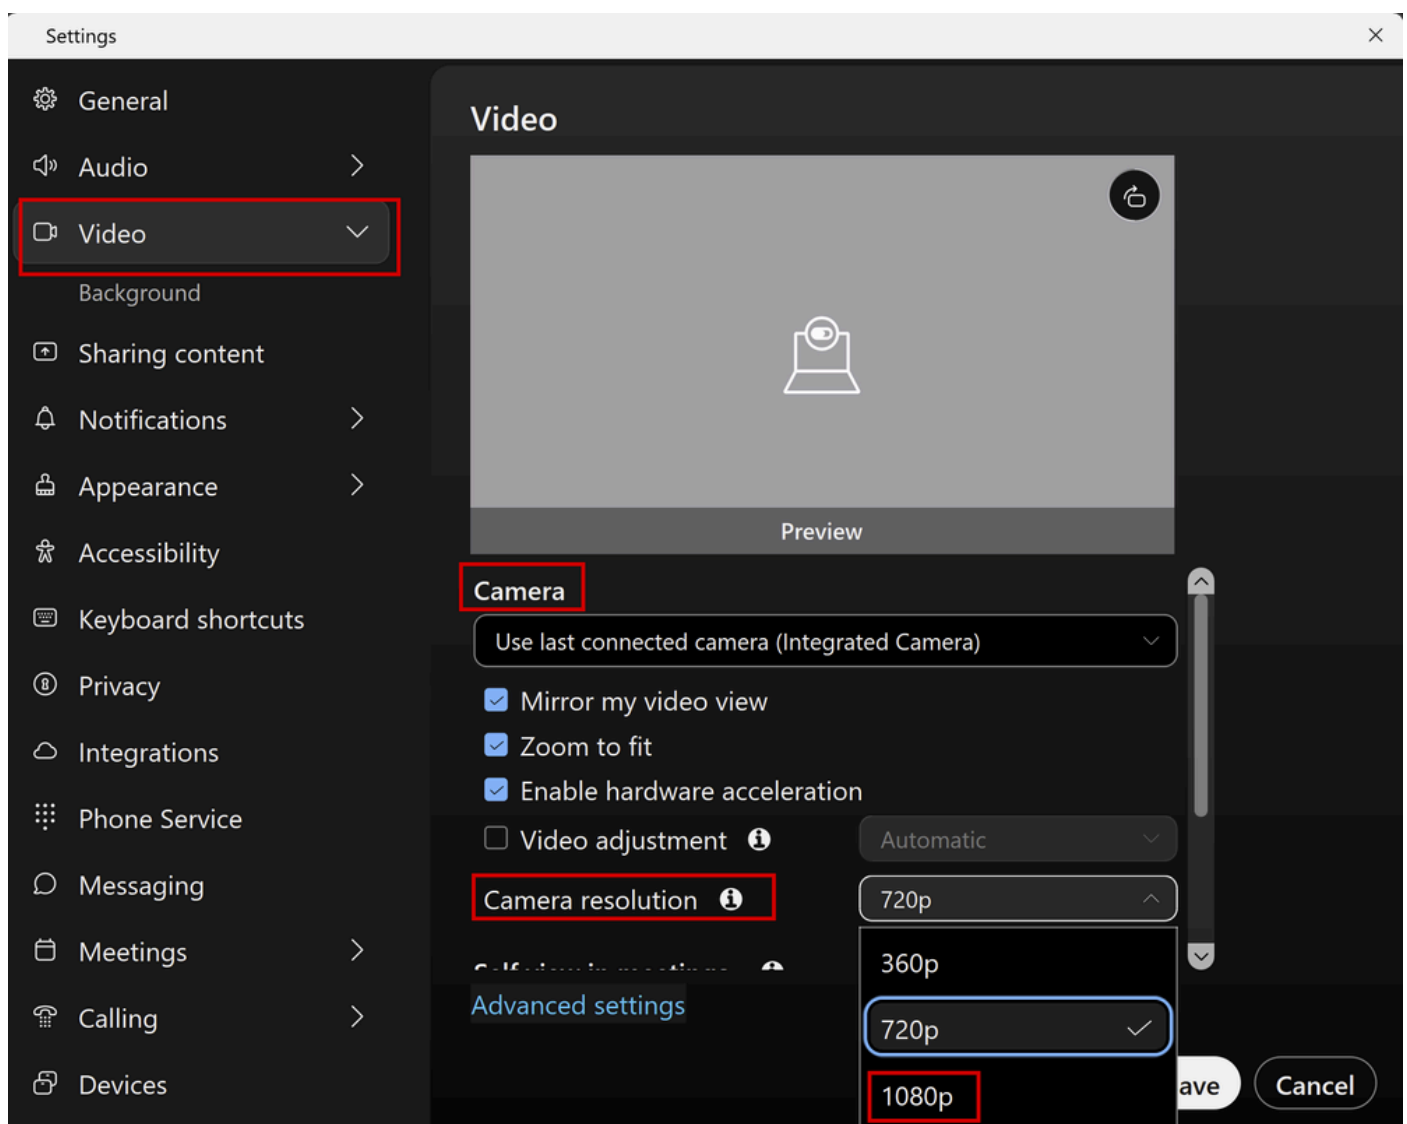 Settings
General
Audio
Video
Background
Sharing content
Notifications
Appearance
Accessibility
Keyboard shortcuts
Privacy
Integrations
Phone Service
Messaging
Meetings
Calling
Devices
Video
Preview
Camera
Use last connected camera (Integrated Camera)
Mirror my video view
Zoom to fit
Enable hardware acceleration
Video adjustment
Automatic
Camera resolution
720p
360p
720p
1080p
Advanced settings
ave
Cancel